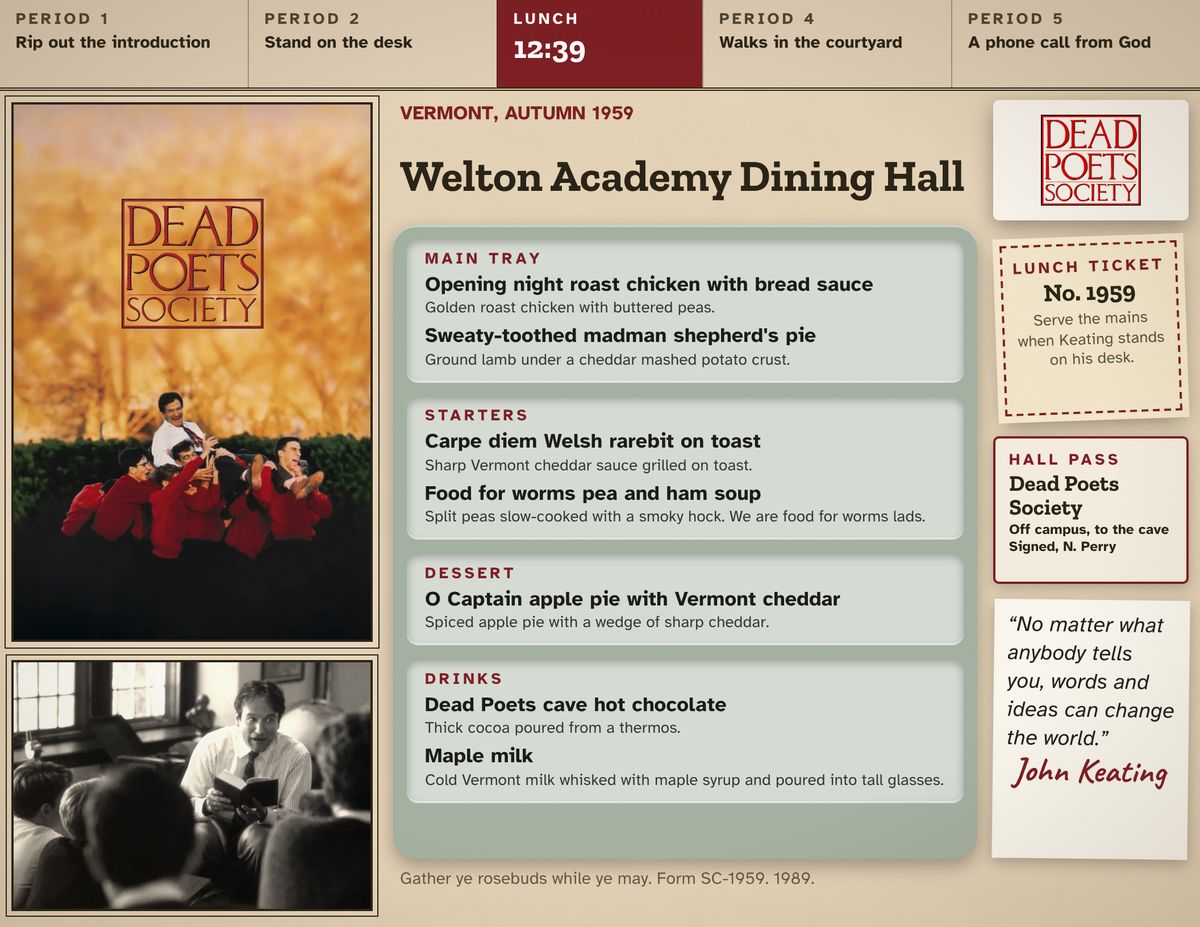 PERIOD 1
Rip out the introduction
PERIOD 2
Stand on the desk
LUNCH
12:39
PERIOD 4
Walks in the courtyard
PERIOD 5
A phone call from God
DEAD
POETS
SOCIETY
VERMONT, AUTUMN 1959
Welton Academy Dining Hall
MAIN TRAY
Opening night roast chicken with bread sauce
Golden roast chicken with buttered peas.
Sweaty-toothed madman shepherd's pie
Ground lamb under a cheddar mashed potato crust.
STARTERS
Carpe diem Welsh rarebit on toast
Sharp Vermont cheddar sauce grilled on toast.
Food for worms pea and ham soup
Split peas slow-cooked with a smoky hock. We are food for worms lads.
DESSERT
O Captain apple pie with Vermont cheddar
Spiced apple pie with a wedge of sharp cheddar.
DRINKS
Dead Poets cave hot chocolate
Thick cocoa poured from a thermos.
Maple milk
Cold Vermont milk whisked with maple syrup and poured into tall glasses.
Gather ye rosebuds while ye may. Form SC-1959. 1989.
DEAD
POETS
SOCIETY
LUNCH TICKET
No. 1959
Serve the mains
when Keating stands
on his desk.
HALL PASS
Dead Poets
Society
Off campus, to the cave
Signed, N. Perry
“No matter what
anybody tells
you, words and
ideas can change
the world.”
John Keating